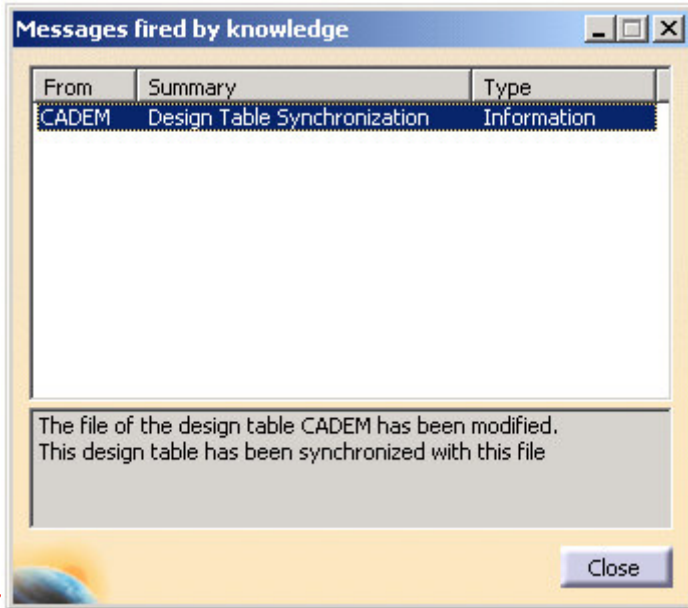 Messages fired by knowledge
From Summary Type
CADEM Design Table Synchronization Information
The file of the design table CADEM has been modified.
This design table has been synchronized with this file
Close